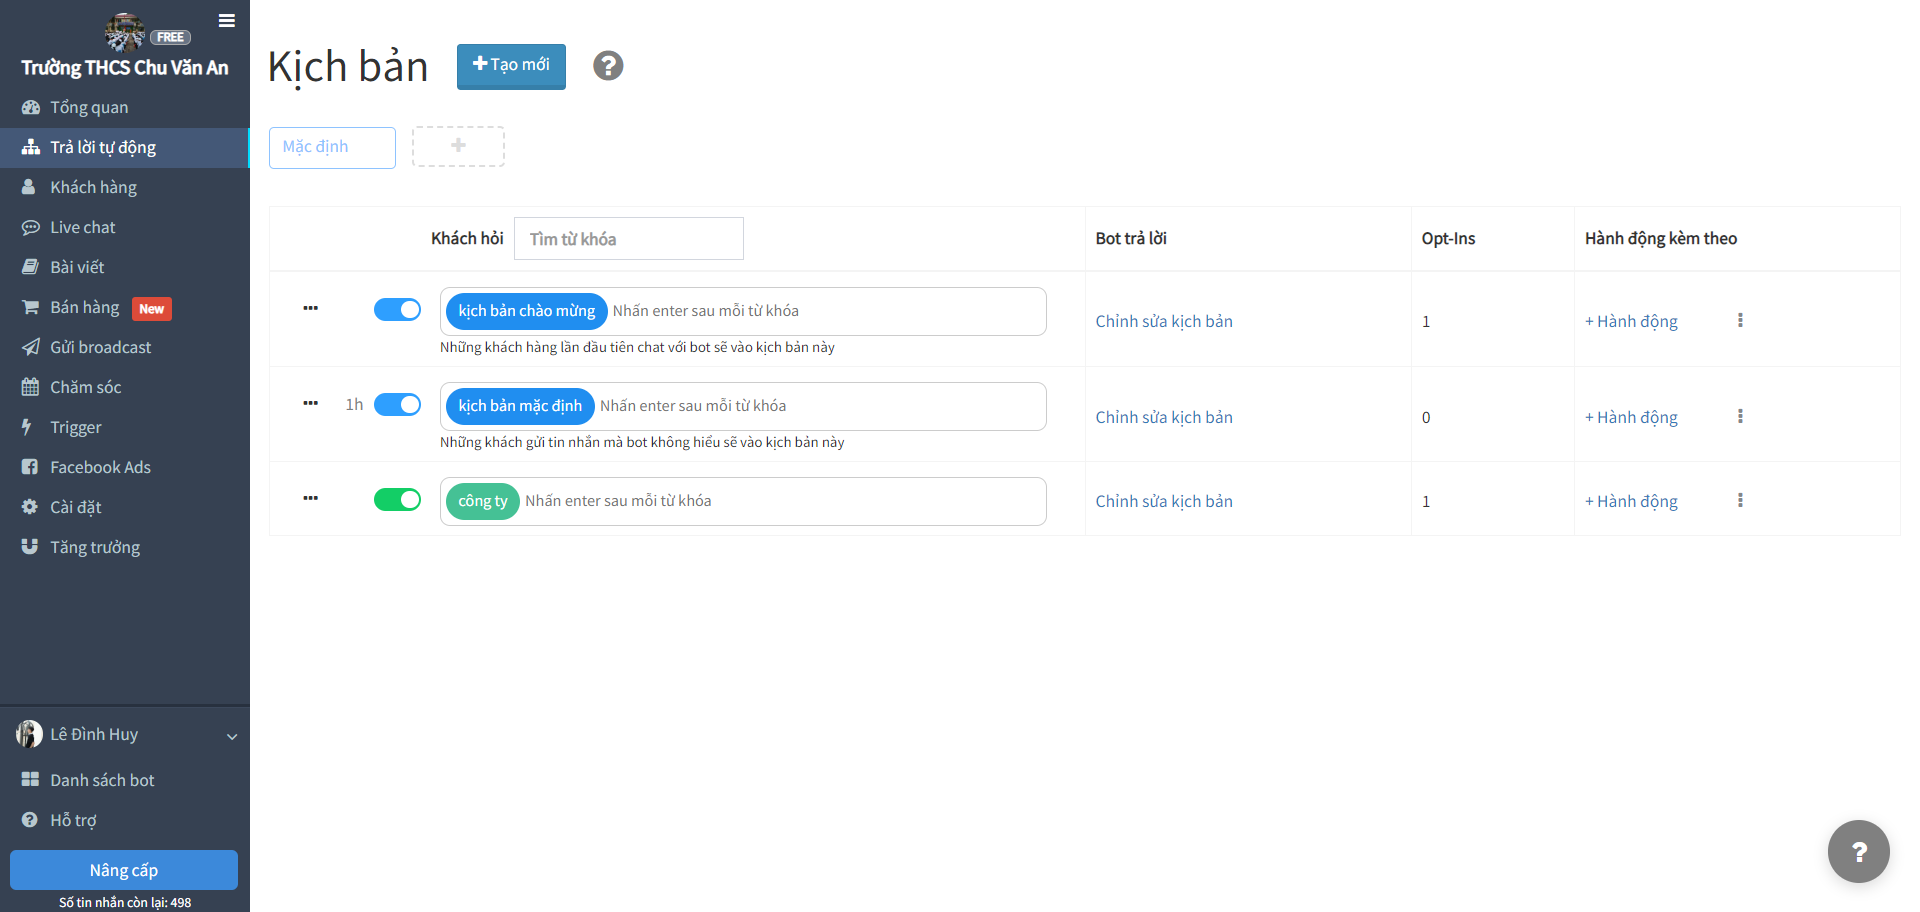 FREE
Trường THCS Chu Văn An
Tổng quan
Trả lời tự động
Khách hàng
Live chat
Bài viết
Bán hàng New
Gửi broadcast
Chăm sóc
Trigger
Facebook Ads
Cài đặt
Tăng trưởng
Lê Đình Huy
Danh sách bot
Hỗ trợ
Nâng cấp
Số tin nhắn còn lại: 498
Kịch bản +Tạo mới ?
Mặc định +
Khách hỏi Tìm từ khóa Bot trả lời Opt-Ins Hành động kèm theo
kịch bản chào mừng Nhấn enter sau mỗi từ khóa Chỉnh sửa kịch bản 1 + Hành động
Những khách hàng lần đầu tiên chat với bot sẽ vào kịch bản này
1h kịch bản mặc định Nhấn enter sau mỗi từ khóa Chỉnh sửa kịch bản 0 + Hành động
Những khách gửi tin nhắn mà bot không hiểu sẽ vào kịch bản này
công ty Nhấn enter sau mỗi từ khóa Chỉnh sửa kịch bản 1 + Hành động
?